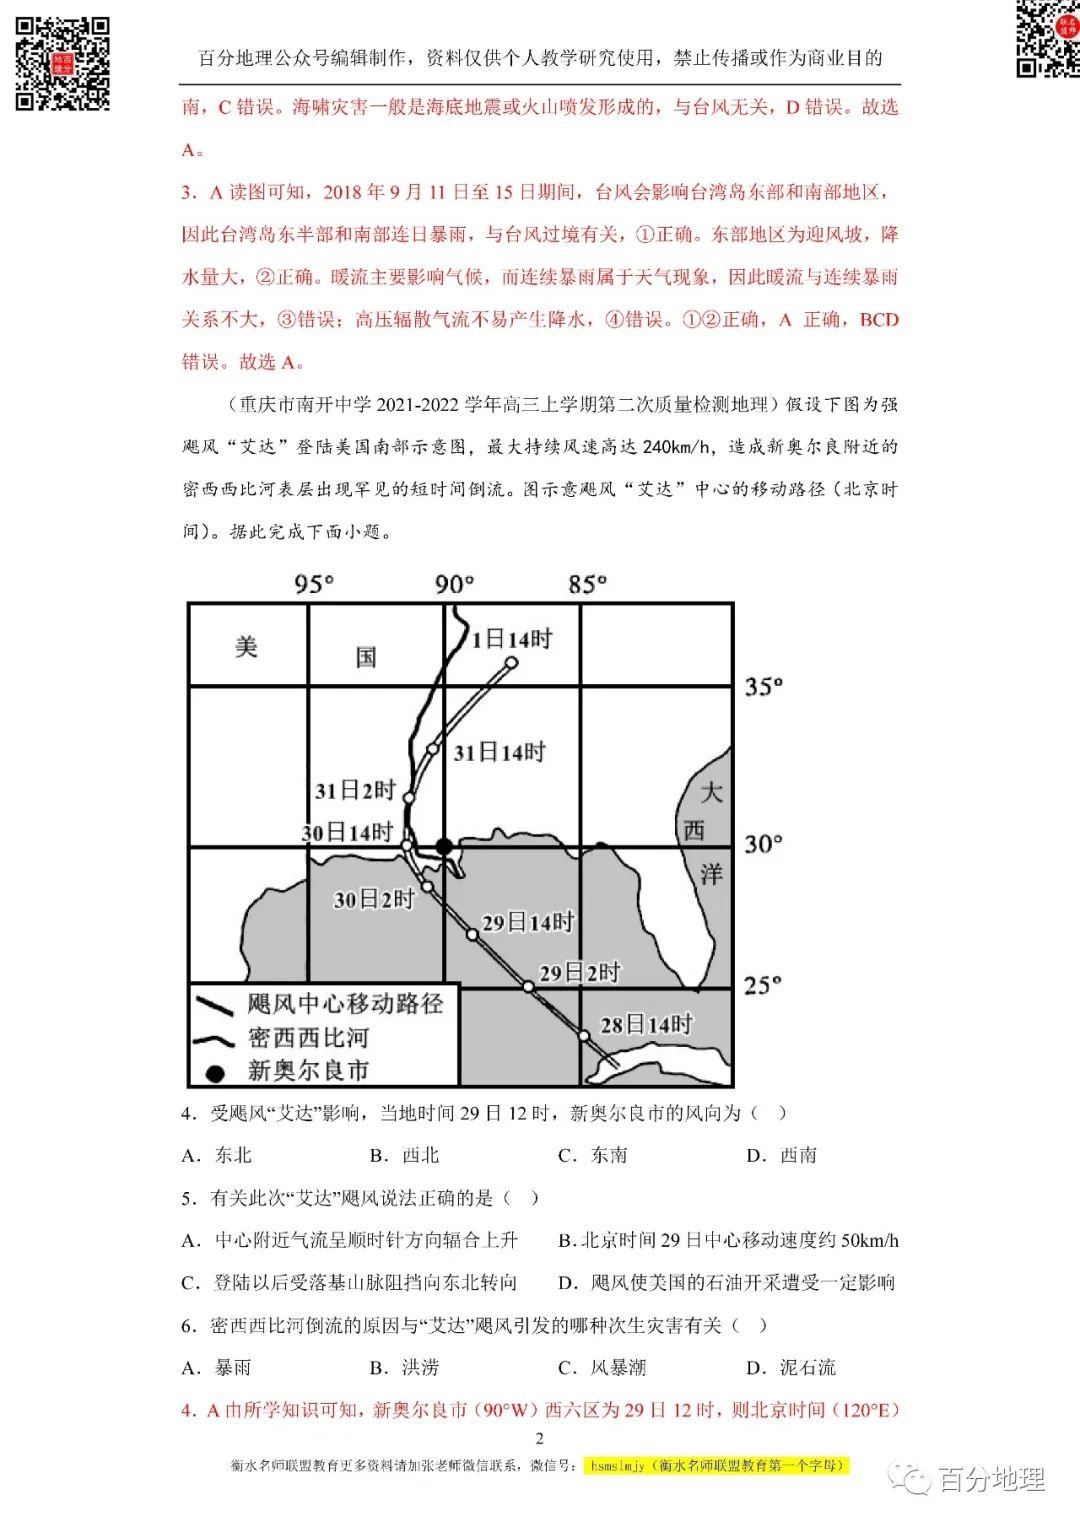 百分地理公众号编辑制作，资料仅供个人教学研究使用，禁止传播或作为商业目的
南，C 错误。海啸灾害一般是海底地震或火山喷发形成的，与台风无关，D 错误。故选
A。
3．A 读图可知，2018 年 9 月 11 日至 15 日期间，台风会影响台湾岛东部和南部地区，
因此台湾岛东半部和南部连日暴雨，与台风过境有关，①正确。东部地区为迎风坡，降
水量大，②正确。暖流主要影响气候，而连续暴雨属于天气现象，因此暖流与连续暴雨
关系不大，③错误；高压辐散气流不易产生降水，④错误。①②正确，A 正确，BCD
错误。故选 A。
（重庆市南开中学 2021-2022 学年高三上学期第二次质量检测地理）假设下图为强
飓风“艾达”登陆美国南部示意图，最大持续风速高达 240km/h，造成新奥尔良附近的
密西西比河表层出现罕见的短时间倒流。图示意飓风“艾达”中心的移动路径（北京时
间）。据此完成下面小题。
95° 90° 85°
美 国
1日14时
35°
31日14时
31日2时
大
西
洋
30日14时
30°
30日2时
29日14时
29日2时
25°
28日14时
飓风中心移动路径
密西西比河
新奥尔良市
4．受飓风“艾达”影响，当地时间 29 日 12 时，新奥尔良市的风向为（ ）
A．东北 B．西北 C．东南 D．西南
5．有关此次“艾达”飓风说法正确的是（ ）
A．中心附近气流呈顺时针方向辐合上升 B．北京时间 29 日中心移动速度约 50km/h
C．登陆以后受落基山脉阻挡向东北转向 D．飓风使美国的石油开采遭受一定影响
6．密西西比河倒流的原因与“艾达”飓风引发的哪种次生灾害有关（ ）
A．暴雨 B．洪涝 C．风暴潮 D．泥石流
4．A 由所学知识可知，新奥尔良市（90°W）西六区为 29 日 12 时，则北京时间（120°E）
2
衡水名师联盟教育更多资料请加张老师微信联系，微信号： hsmslmjy（衡水名师联盟教育第一个字母）
百分地理